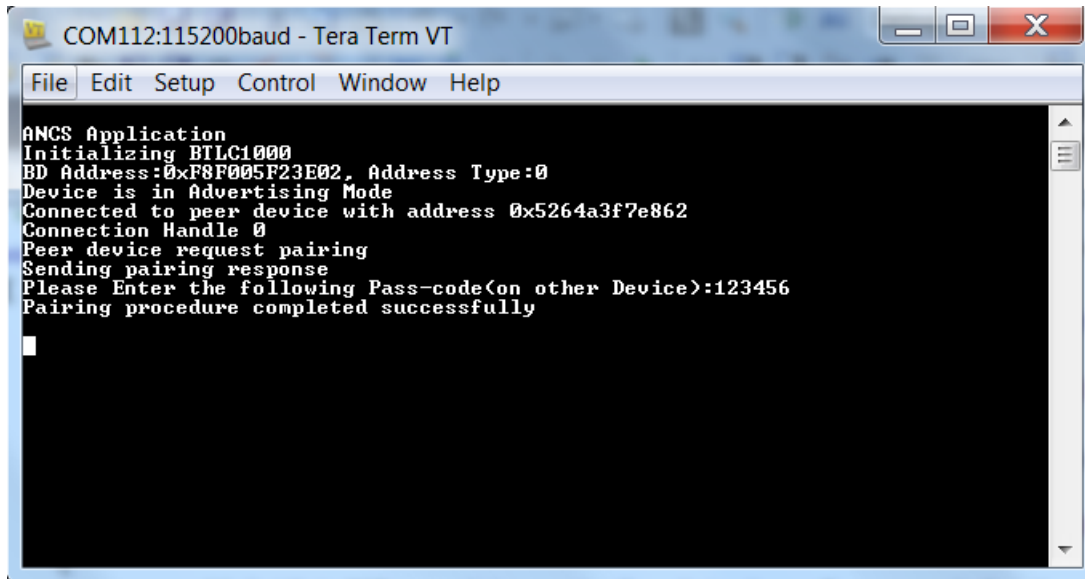 COM112:115200baud - Tera Term VT
File Edit Setup Control Window Help
ANCS Application
Initializing BTLC1000
BD Address:0xF8F005F23E02, Address Type:0
Device is in Advertising Mode
Connected to peer device with address 0x5264a3f7e862
Connection Handle 0
Peer device request pairing
Sending pairing response
Please Enter the following Pass-code(on other Device):123456
Pairing procedure completed successfully